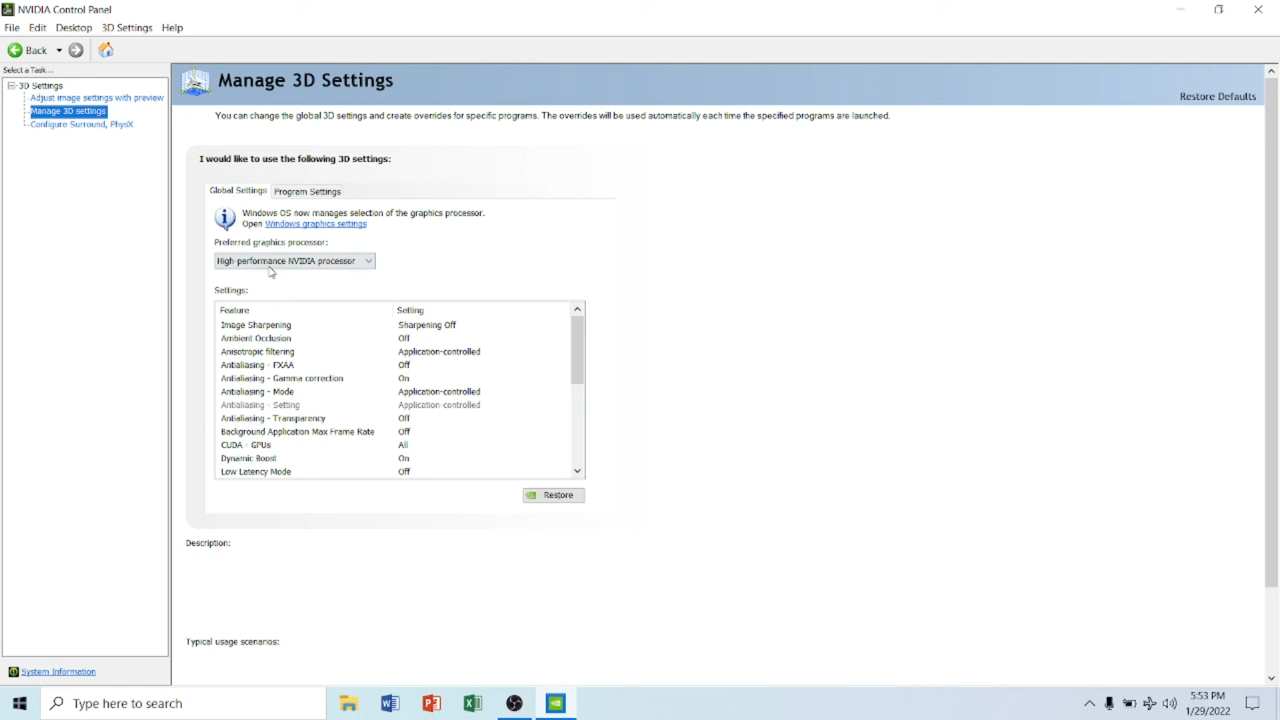 NVIDIA Control Panel
File Edit Desktop 3D Settings Help
Back
Select a Task...
3D Settings
Adjust image settings with preview
Manage 3D settings
Configure Surround, PhysX
System Information
Manage 3D Settings
Restore Defaults
You can change the global 3D settings and create overrides for specific programs. The overrides will be used automatically each time the specified programs are launched.
I would like to use the following 3D settings:
Global Settings Program Settings
Windows OS now manages selection of the graphics processor.
Open Windows graphics settings
Preferred graphics processor:
High-performance NVIDIA processor
Settings:
Feature Setting
Image Sharpening Sharpening Off
Ambient Occlusion Off
Anisotropic filtering Application-controlled
Antialiasing - FXAA Off
Antialiasing - Gamma correction On
Antialiasing - Mode Application-controlled
Antialiasing - Setting Application-controlled
Antialiasing - Transparency Off
Background Application Max Frame Rate Off
CUDA - GPUs All
Dynamic Boost On
Low Latency Mode Off
Restore
Description:
Typical usage scenarios:
Type here to search
5:53 PM
1/29/2022